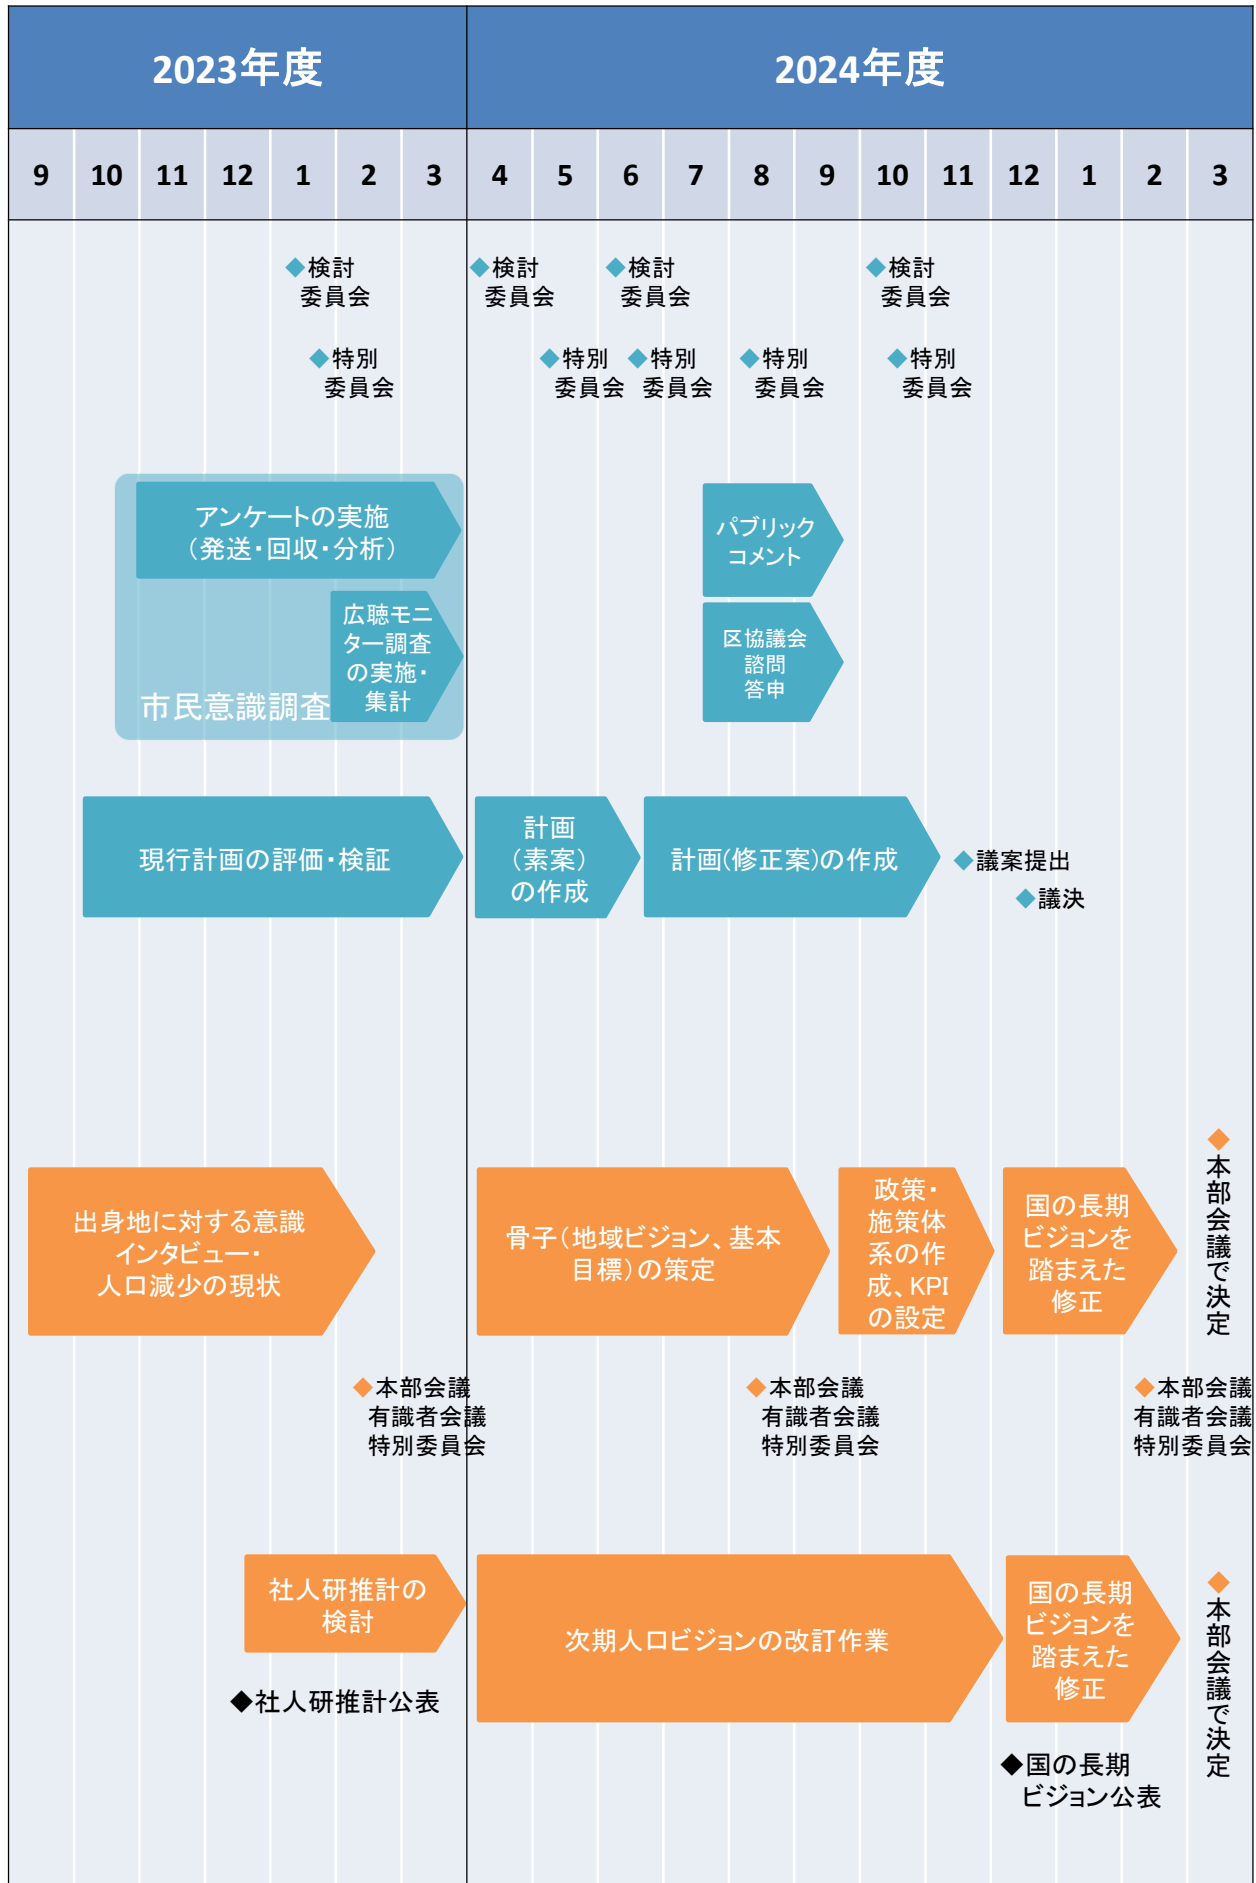 2023年度
2024年度
9 10 11 12 1 2 3 4 5 6 7 8 9 10 11 12 1 2 3
◆検討
委員会
◆検討
委員会
◆検討
委員会
◆検討
委員会
◆特別
委員会
◆特別
委員会
◆特別
委員会
◆特別
委員会
◆特別
委員会
アンケートの実施
（発送・回収・分析）
広聴モニ
ター調査
の実施・
集計
市民意識調査
パブリック
コメント
区協議会
諮問
答申
現行計画の評価・検証
計画
（素案）
の作成
計画(修正案)の作成
◆議案提出
◆議決
出身地に対する意識
インタビュー・
人口減少の現状
骨子（地域ビジョン、基本
目標）の策定
政策・
施策体
系の作
成、KPI
の設定
国の長期
ビジョンを
踏まえた
修正
◆本部会議で決定
◆本部会議
有識者会議
特別委員会
◆本部会議
有識者会議
特別委員会
◆本部会議
有識者会議
特別委員会
社人研推計の
検討
◆社人研推計公表
次期人口ビジョンの改訂作業
国の長期
ビジョンを
踏まえた
修正
◆本部会議で決定
◆国の長期
ビジョン公表